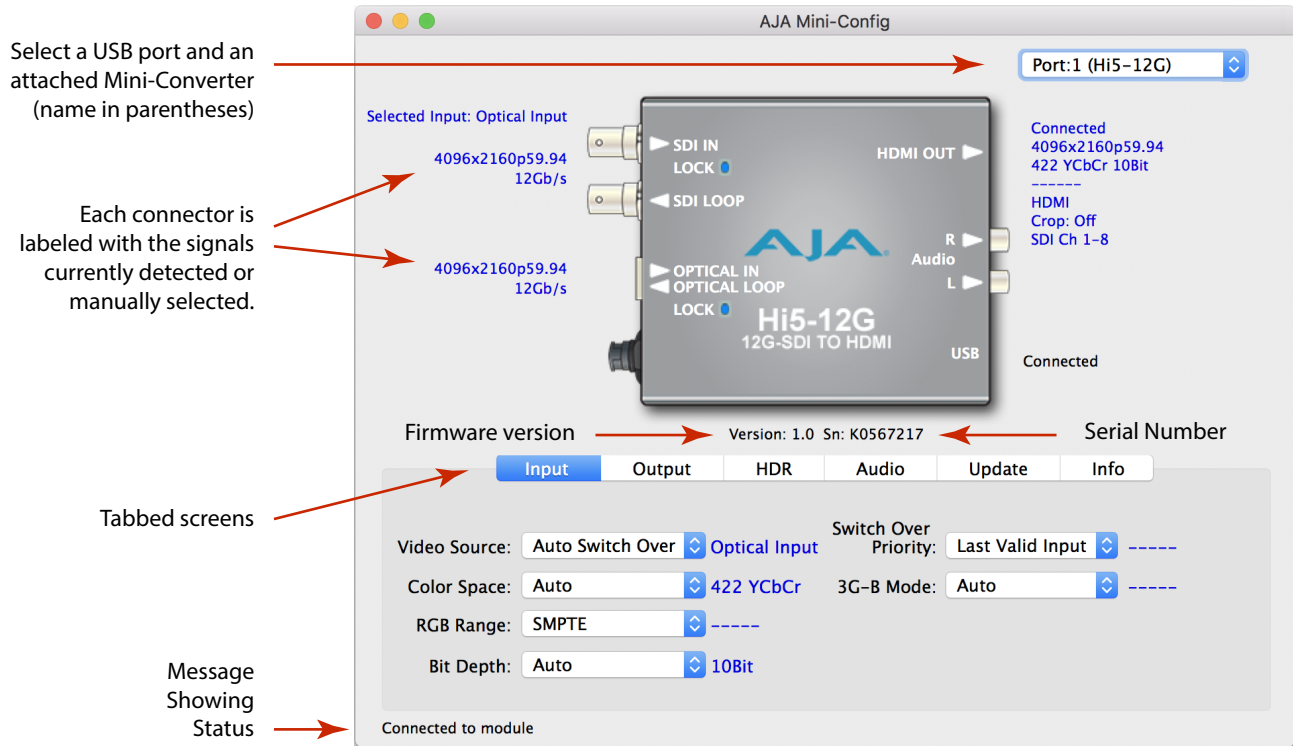 AJA Mini-Config
Select a USB port and an
attached Mini-Converter
(name in parentheses)
Port:1 (Hi5-12G)
Selected Input: Optical Input
4096x2160p59.94
12Gb/s
SDI IN
LOCK
SDI LOOP
HDMI OUT
Connected
4096x2160p59.94
422 YCbCr 10Bit
------
HDMI
Crop: Off
SDI Ch 1-8
Each connector is
labeled with the signals
currently detected or
manually selected.
4096x2160p59.94
12Gb/s
AJA
R
Audio
L
OPTICAL IN
OPTICAL LOOP
LOCK
Hi5-12G
12G-SDI TO HDMI
USB
Connected
Firmware version
Version: 1.0 Sn: K0567217
Serial Number
Tabbed screens
Input Output HDR Audio Update Info
Video Source: Auto Switch Over Optical Input
Switch Over
Priority: Last Valid Input -----
Color Space: Auto 422 YCbCr
3G-B Mode: Auto -----
RGB Range: SMPTE -----
Bit Depth: Auto 10Bit
Message
Showing
Status
Connected to module